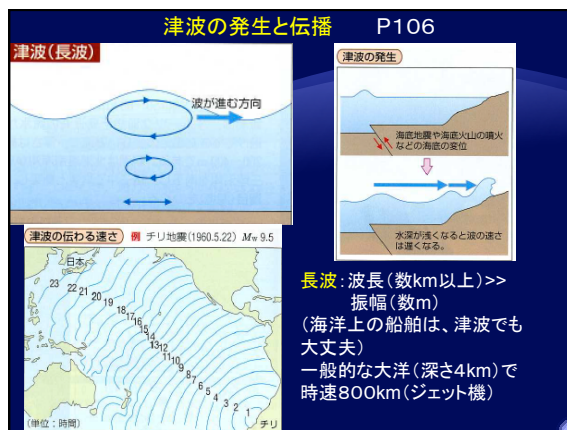 津波の発生と伝播 P106
津波(長波)
波が進む方向
津波の発生
海底地震や海底火山の噴火
などの海底の変位
水深が浅くなると波の速さ
は遅くなる。
津波の伝わる速さ 例 チリ地震(1960.5.22) Mw 9.5
日本
23 22 21 20 19 18 17 16 15 14 13 12 11 10 9 8 7 6 5 4 3 2 1
(単位:時間)
チリ
長波:波長(数km以上)>>
振幅(数m)
(海洋上の船舶は、津波でも
大丈夫)
一般的な大洋(深さ4km)で
時速800km(ジェット機)